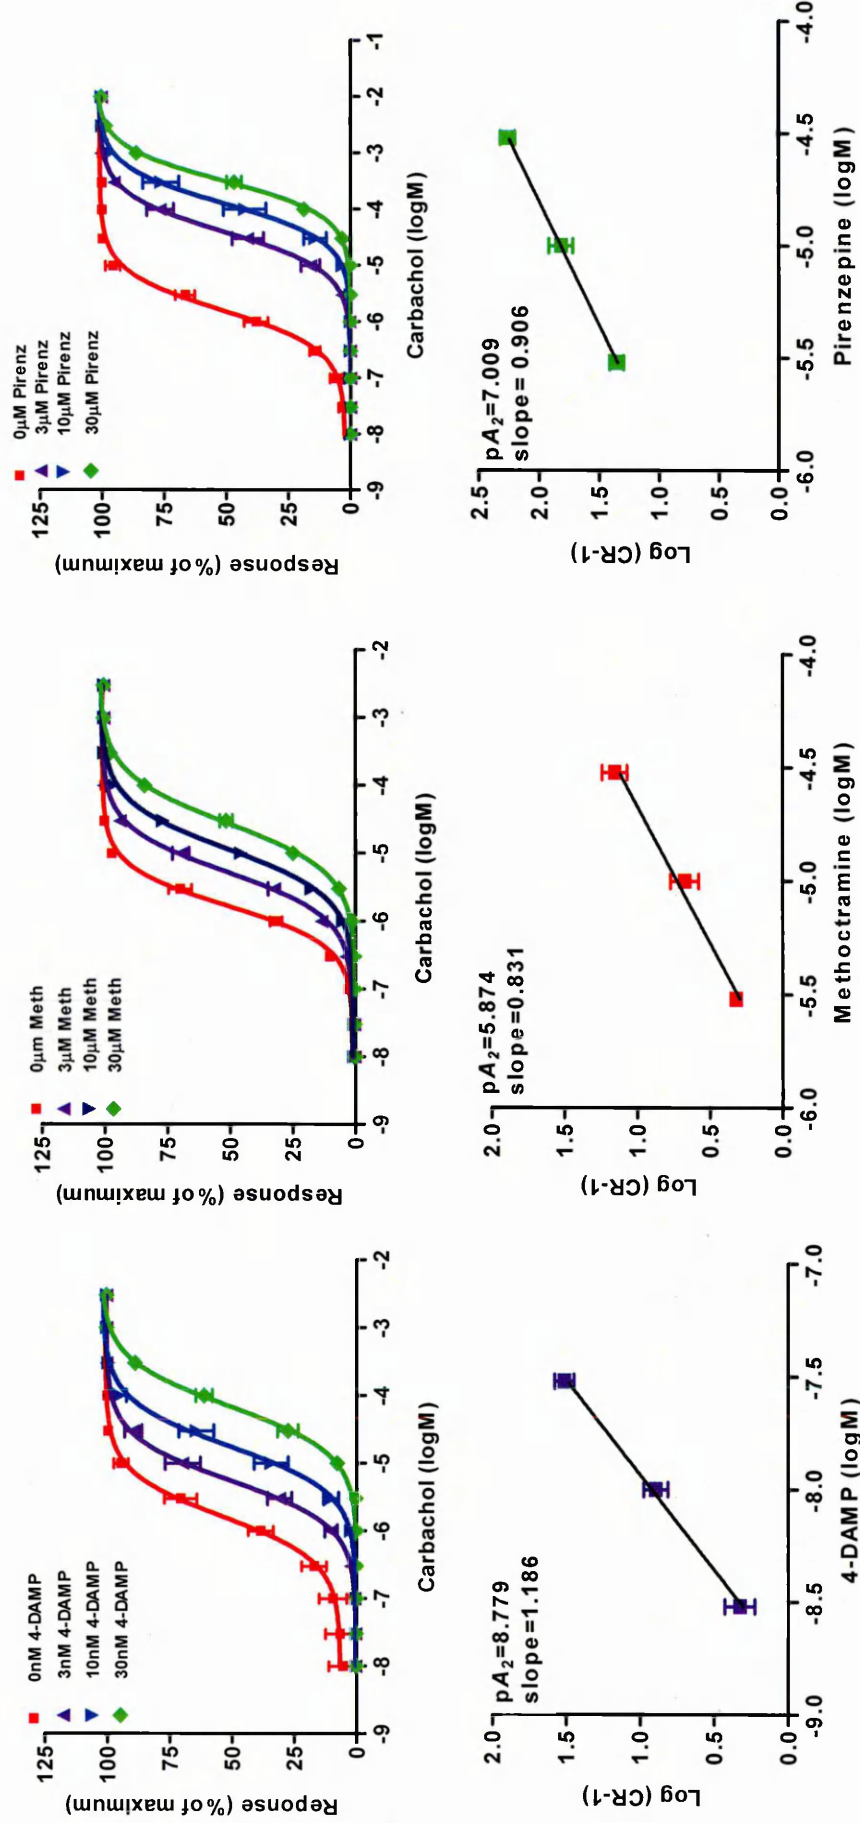 0nM 4-DAMP
3nM 4-DAMP
10nM 4-DAMP
30nM 4-DAMP
Reponse (% of maximum)
125
100
75
50
25
0
-9 -8 -7 -6 -5 -4 -3 -2
Carbachol (logM)
0µm Meth
3µM Meth
10µM Meth
30µM Meth
Response (% of maximum)
125
100
75
50
25
0
-9 -8 -7 -6 -5 -4 -3 -2
Carbachol (logM)
0µM Pirenz
3µM Pirenz
10µM Pirenz
30µM Pirenz
Response (% of maximum)
125
100
75
50
25
0
-9 -8 -7 -6 -5 -4 -3 -2 -1
Carbachol (logM)
pA2=8.779
slope=1.186
Log (CR-1)
2.0
1.5
1.0
0.5
0.0
-9.0 -8.5 -8.0 -7.5 -7.0
4-DAMP (logM)
pA2=5.874
slope=0.831
Log (CR-1)
2.0
1.5
1.0
0.5
0.0
-6.0 -5.5 -5.0 -4.5 -4.0
Methoctramine (logM)
pA2=7.009
slope= 0.906
Log (CR-1)
2.5
2.0
1.5
1.0
0.5
0.0
-6.0 -5.5 -5.0 -4.5 -4.0
Pirenzepine (logM)